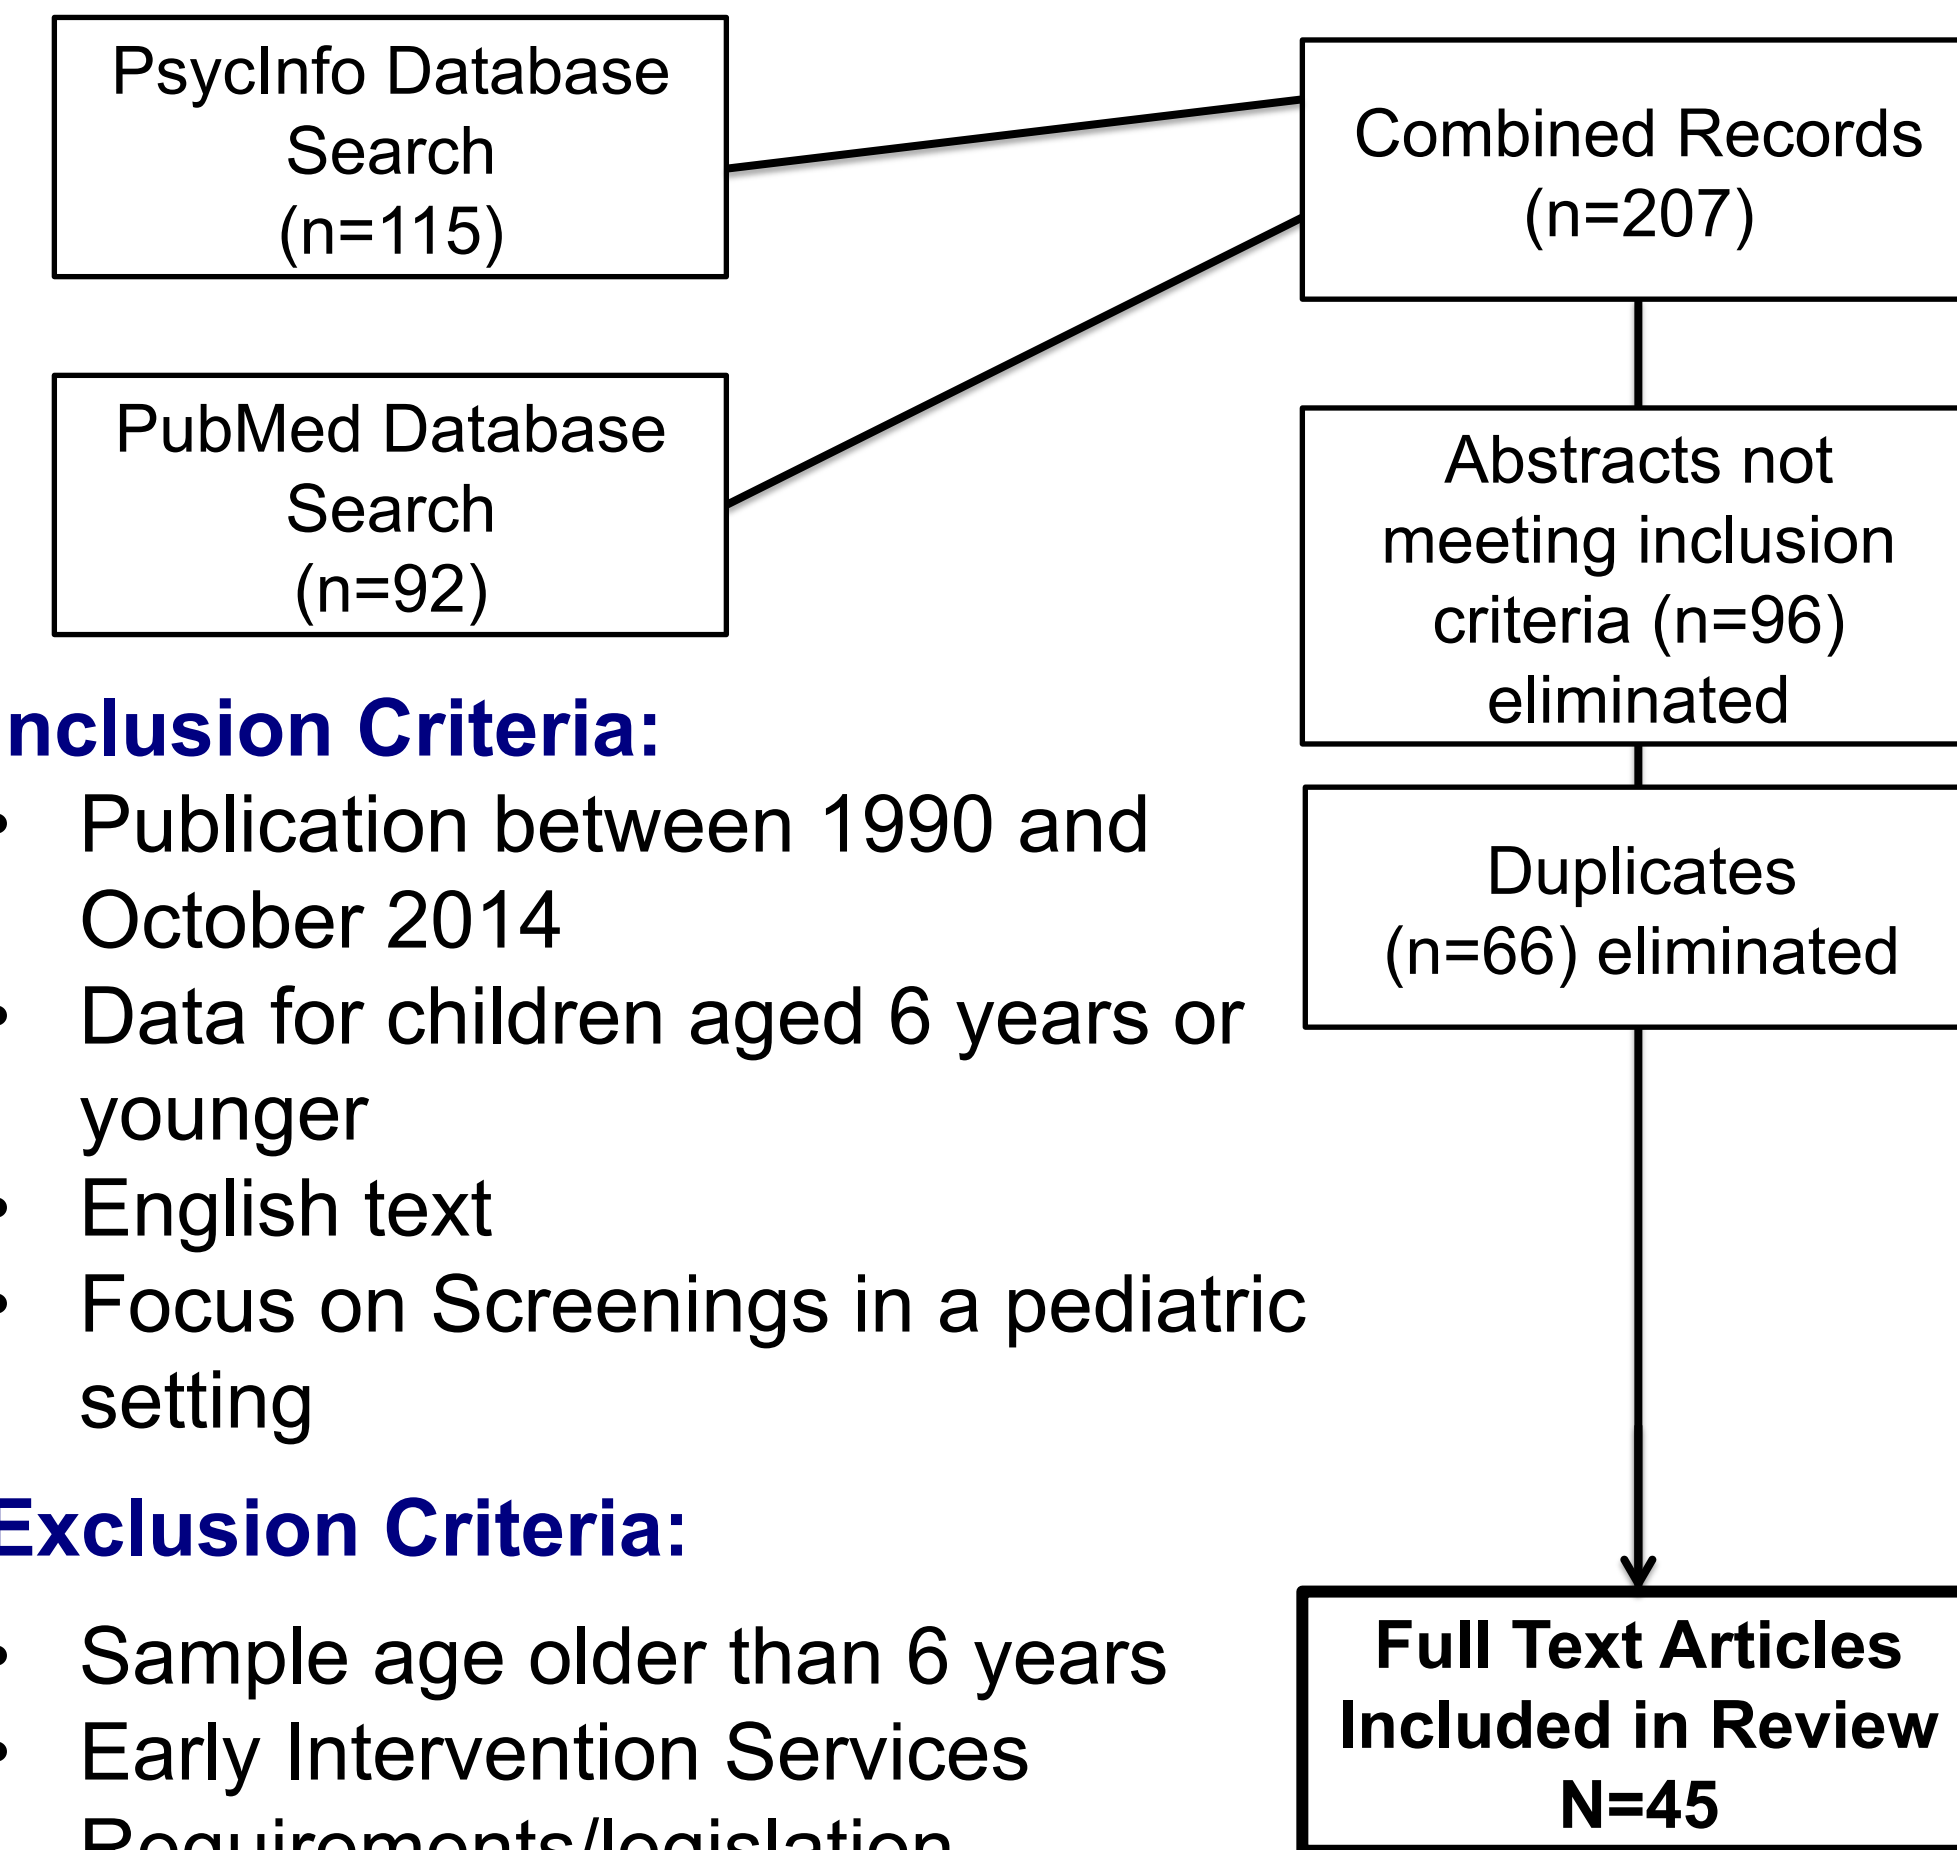 PsycInfo Database
Search
(n=115)
PubMed Database
Search
(n=92)
Combined Records
(n=207)
Abstracts not
meeting inclusion
criteria (n=96)
eliminated
Duplicates
(n=66) eliminated
Full Text Articles
Included in Review
N=45
nclusion Criteria:
• Publication between 1990 and
October 2014
• Data for children aged 6 years or
younger
• English text
• Focus on Screenings in a pediatric
setting
Exclusion Criteria:
• Sample age older than 6 years
• Early Intervention Services
Requirements/legislation